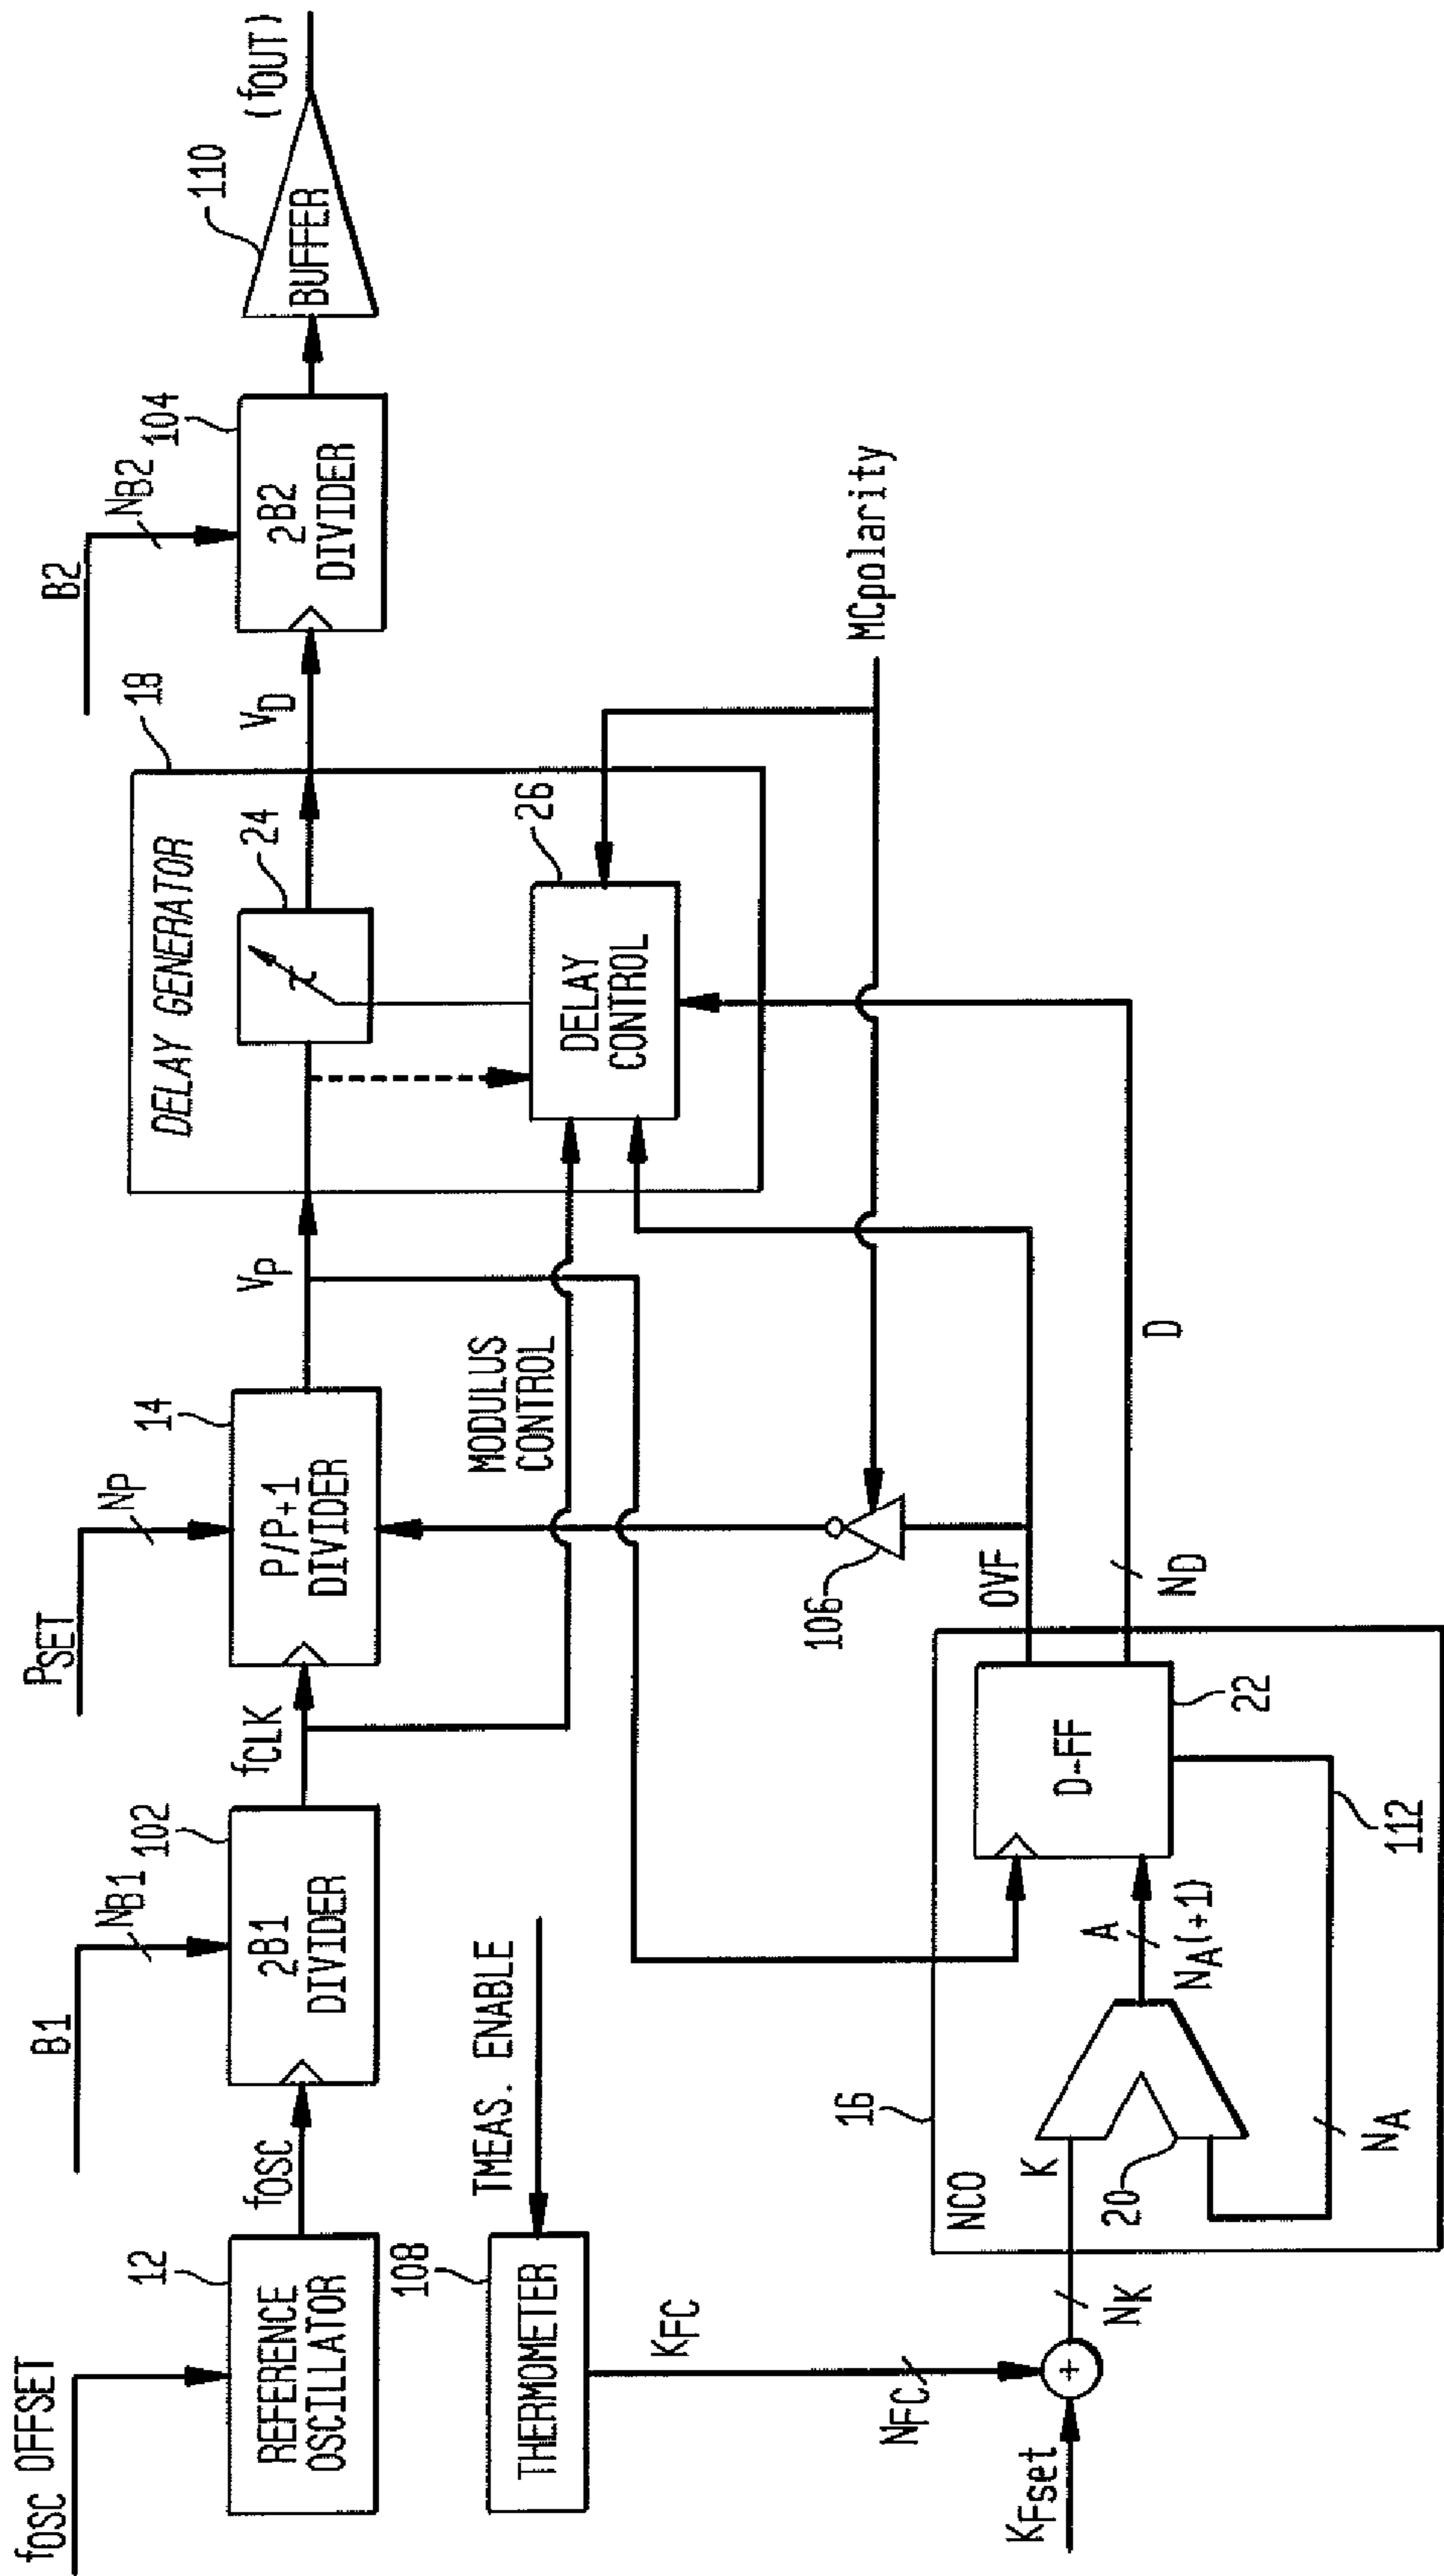 fOSC OFFSET
12
REFERENCE
OSCILLATOR
fOSC
B1
NB1
102
2B1
DIVIDER
fCLK
PSET
NP
14
P/P+1
DIVIDER
VP
MODULUS
CONTROL
DELAY GENERATOR
18
24
τ
26
DELAY
CONTROL
VD
B2
NB2
104
2B2
DIVIDER
110
BUFFER
(fOUT)
MCpolarity
TMEAS. ENABLE
108
THERMOMETER
KFC
NFC
KFset
+
NK
16
NCO
K
20
A
NA(+1)
NA
D-FF
22
112
OVF
106
ND
D